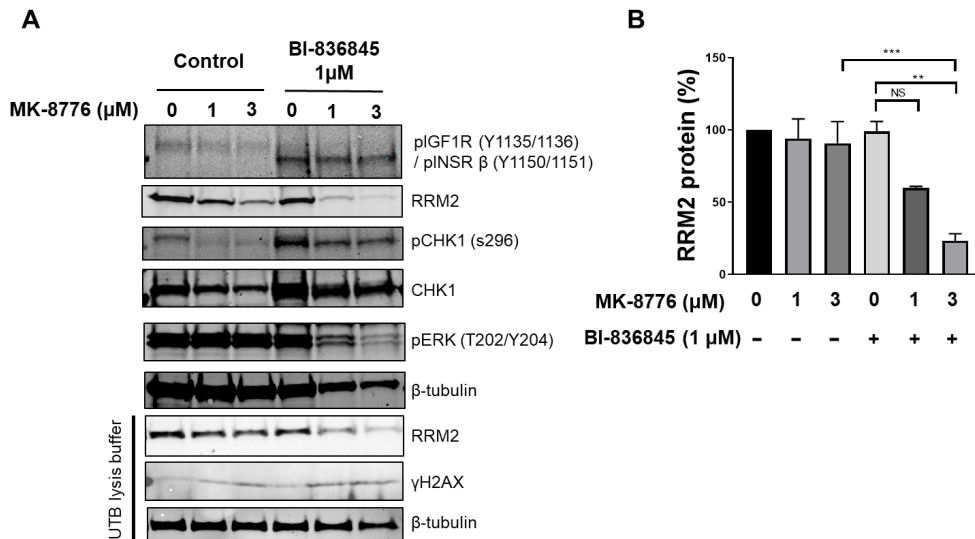 A
Control
BI-836845
1µM
MK-8776 (µM)
0 1 3 0 1 3
pIGF1R (Y1135/1136)
/ pINSR β (Y1150/1151)
RRM2
pCHK1 (s296)
CHK1
pERK (T202/Y204)
β-tubulin
UTB lysis buffer
RRM2
γH2AX
β-tubulin
B
RRM2 protein (%)
150
100
50
0
***
**
NS
MK-8776 (µM) 0 1 3 0 1 3
BI-836845 (1 µM) – – – + + +